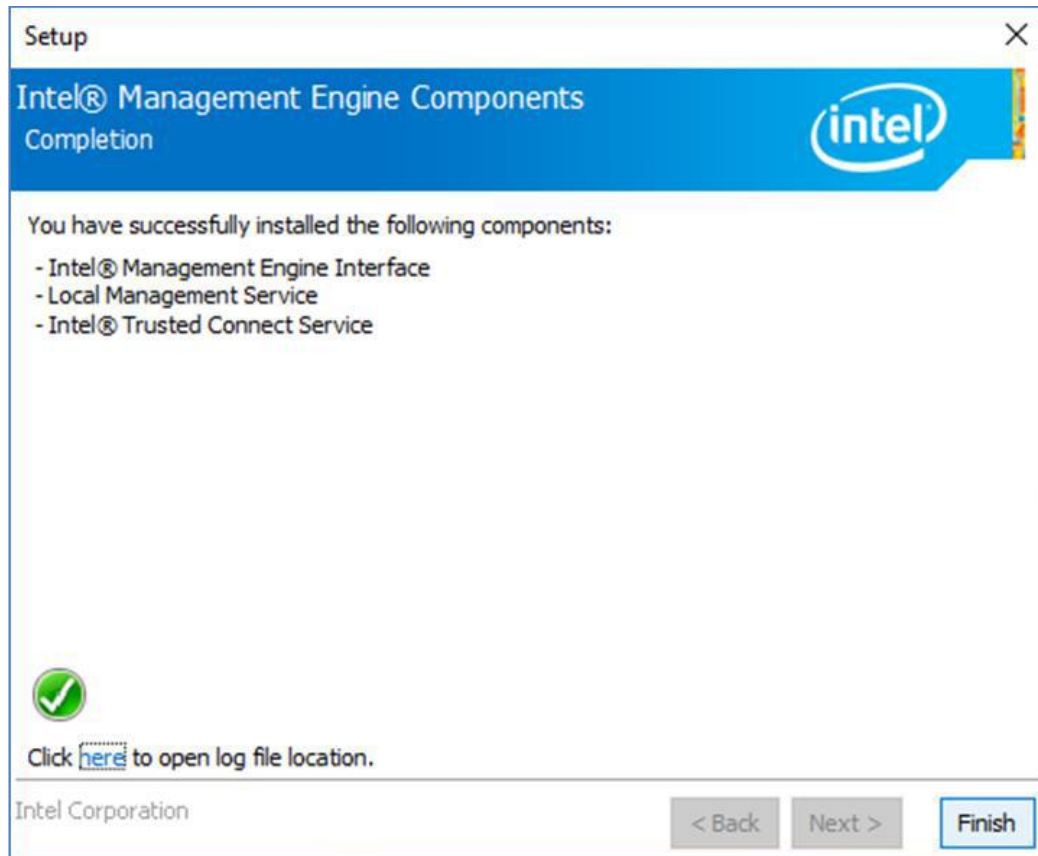 Setup
Intel® Management Engine Components
Completion
intel
You have successfully installed the following components:
- Intel® Management Engine Interface
- Local Management Service
- Intel® Trusted Connect Service
Click here to open log file location.
Intel Corporation
< Back Next > Finish